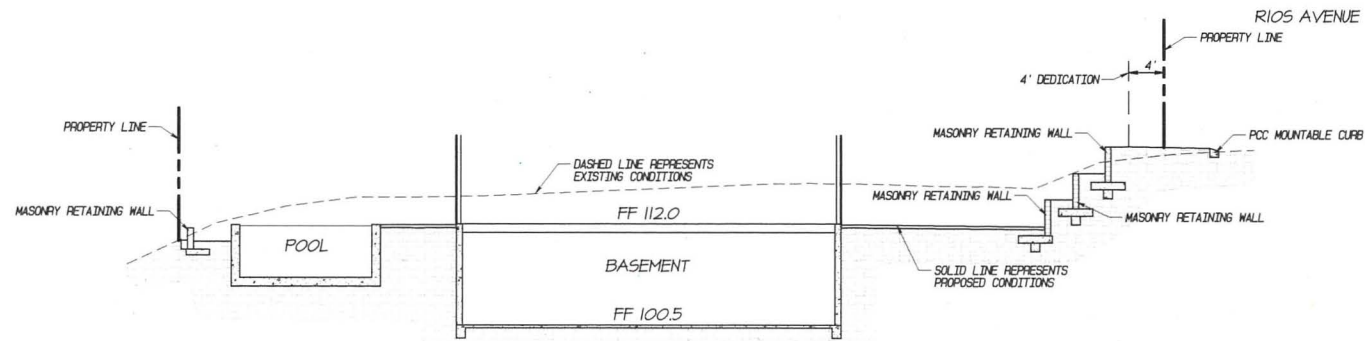 RIOS AVENUE
PROPERTY LINE
4'
4' DEDICATION
PROPERTY LINE
MASONRY RETAINING WALL
PCC MOUNTABLE CURB
DASHED LINE REPRESENTS
EXISTING CONDITIONS
MASONRY RETAINING WALL
MASONRY RETAINING WALL
FF 112.0
MASONRY RETAINING WALL
POOL
BASEMENT
SOLID LINE REPRESENTS
PROPOSED CONDITIONS
FF 100.5